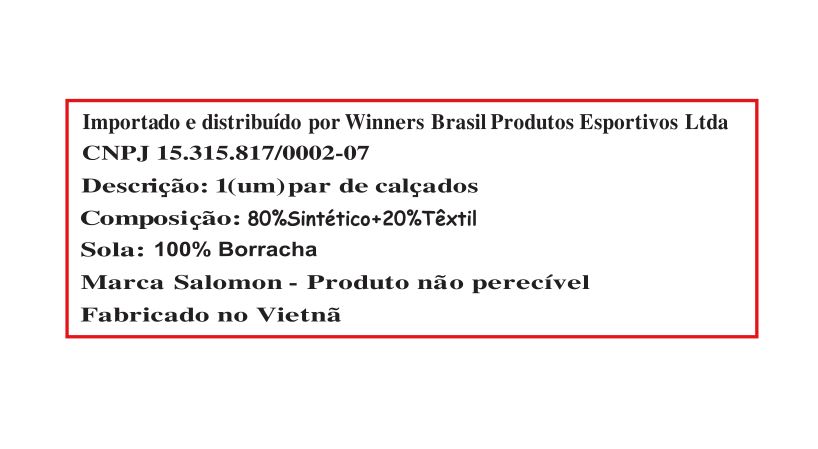 Importado e distribuído por Winners Brasil Produtos Esportivos Ltda
CNPJ 15.315.817/0002-07
Descrição: 1(um)par de calçados
Composição: 80%Sintético+20%Têxtil
Sola: 100% Borracha
Marca Salomon - Produto não perecível
Fabricado no Vietnã